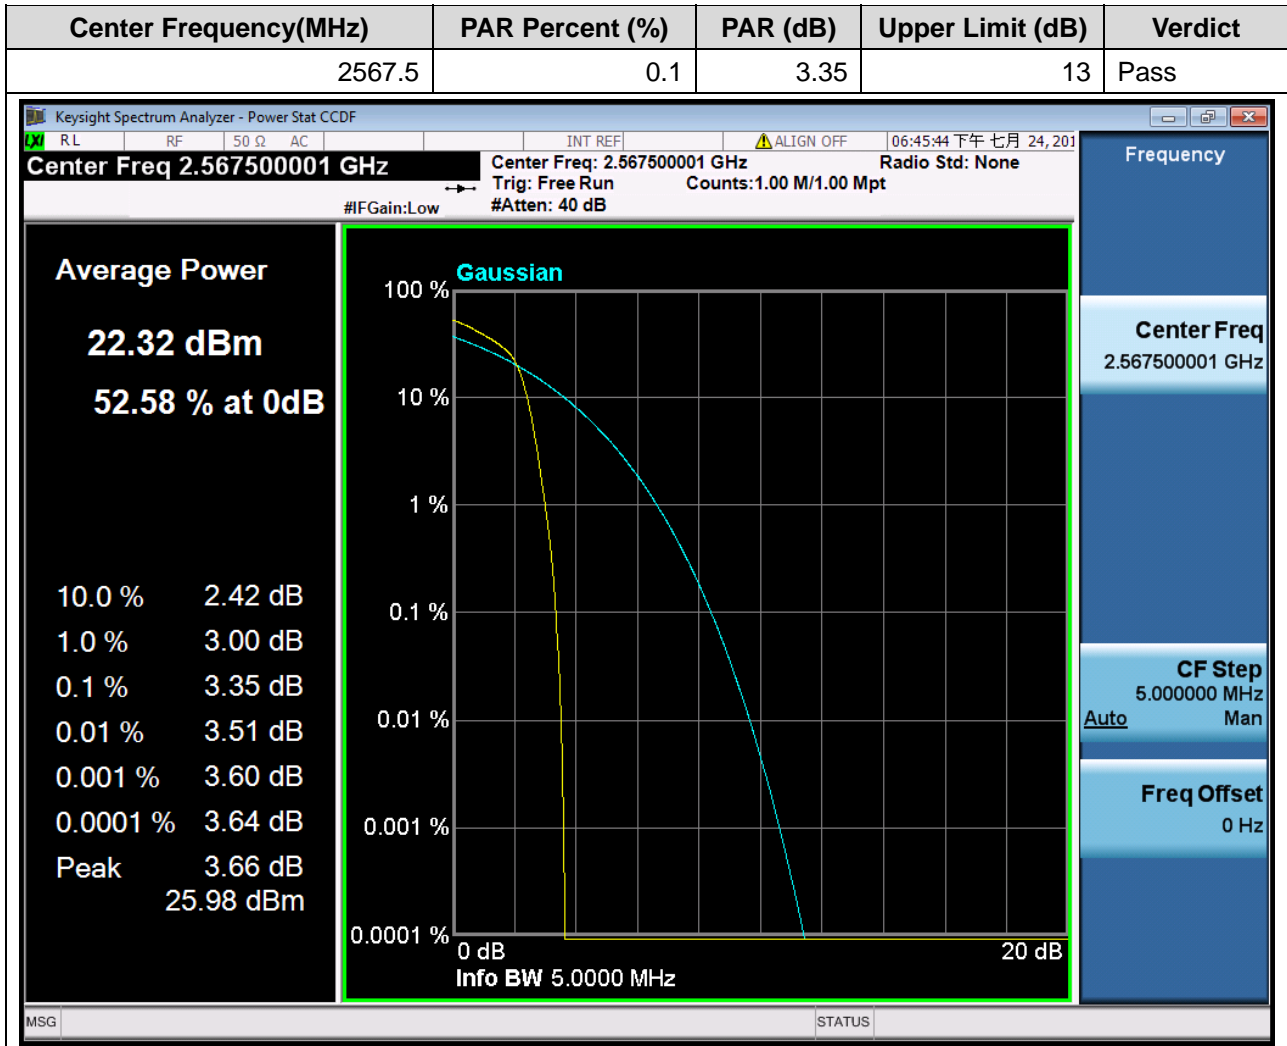 Center Frequency(MHz) PAR Percent (%) PAR (dB) Upper Limit (dB) Verdict
2567.5 0.1 3.35 13 Pass
Keysight Spectrum Analyzer - Power Stat CCDF
LXI RL RF 50 Ω AC INT REF ALIGN OFF 06:45:44 下午 七月 24, 201
Center Freq 2.567500001 GHz
Center Freq: 2.567500001 GHz Radio Std: None
Trig: Free Run Counts:1.00 M/1.00 Mpt
#IFGain:Low #Atten: 40 dB
Average Power
22.32 dBm
52.58 % at 0dB
10.0 % 2.42 dB
1.0 % 3.00 dB
0.1 % 3.35 dB
0.01 % 3.51 dB
0.001 % 3.60 dB
0.0001 % 3.64 dB
Peak 3.66 dB
25.98 dBm
Gaussian
100 %
10 %
1 %
0.1 %
0.01 %
0.001 %
0.0001 %
0 dB 20 dB
Info BW 5.0000 MHz
Frequency
Center Freq
2.567500001 GHz
CF Step
5.000000 MHz
Auto Man
Freq Offset
0 Hz
MSG STATUS